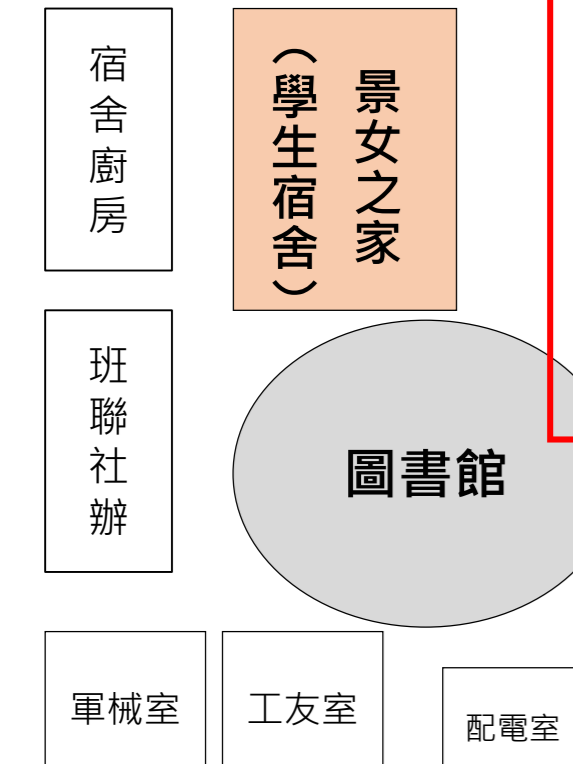 宿舍廚房
景女之家
（學生宿舍）
班聯社辦
圖書館
軍械室
工友室
配電室